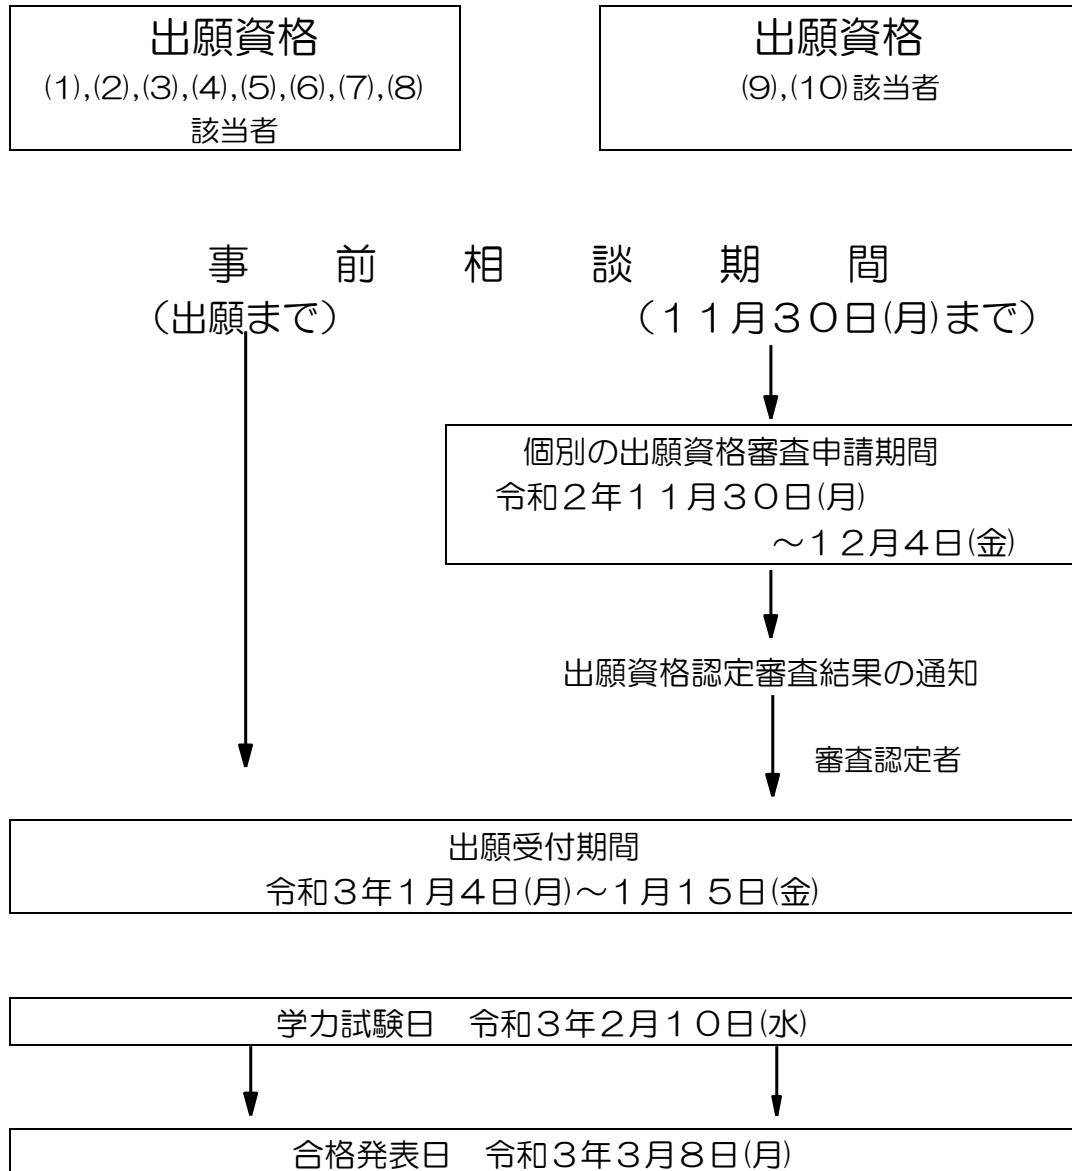 出願資格
(1),(2),(3),(4),(5),(6),(7),(8)
該当者
出願資格
(9),(10)該当者
事前相談期間
（出願まで）
（１１月３０日(月)まで）
個別の出願資格審査申請期間
令和２年１１月３０日(月)
～１２月４日(金)
出願資格認定審査結果の通知
審査認定者
出願受付期間
令和３年１月４日(月)～１月１５日(金)
学力試験日　令和３年２月１０日(水)
合格発表日　令和３年３月８日(月)